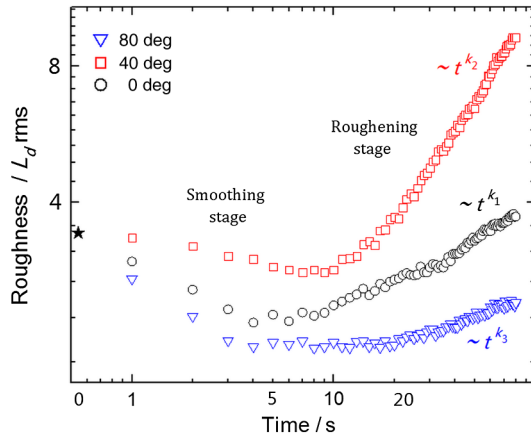 80 deg
40 deg
0 deg
~ t^k₂
Roughening
stage
~ t^k₁
Smoothing
stage
~ t^k₃
Roughness / L_d rms
8
4
0
1
5
10
20
Time / s